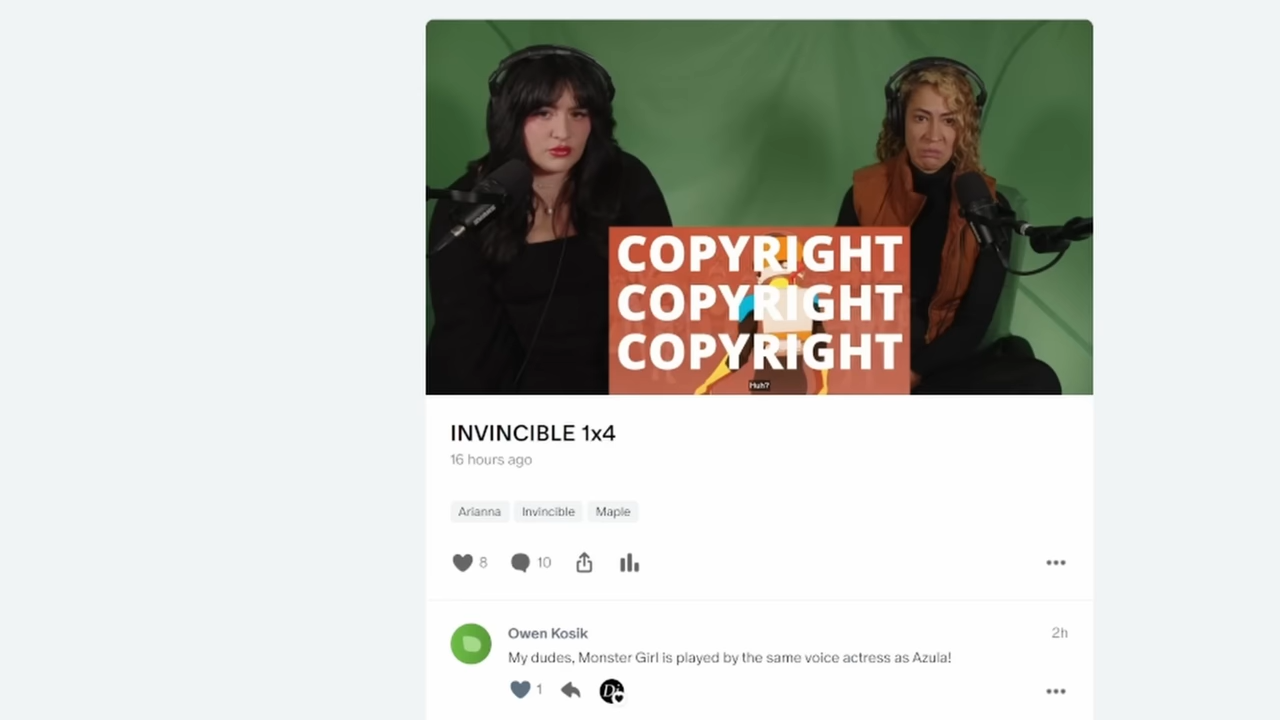 COPYRIGHT
COPYRIGHT
COPYRIGHT
Huh?
INVINCIBLE 1x4
16 hours ago
Arianna Invincible Maple
8 10
Owen Kosik 2h
My dudes, Monster Girl is played by the same voice actress as Azula!
1